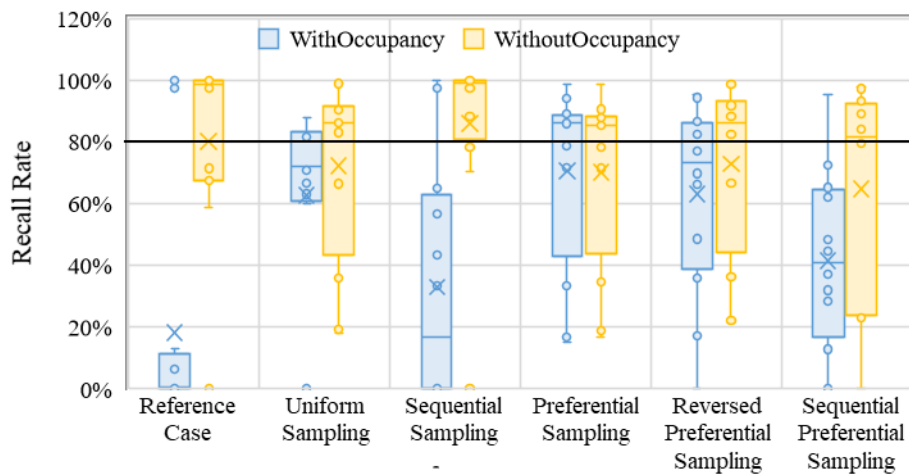 120%
WithOccupancy
WithoutOccupancy
100%
80%
60%
40%
20%
0%
Recall Rate
Reference
Case
Uniform
Sampling
Sequential
Sampling
-
Preferential
Sampling
Reversed
Preferential
Sampling
Sequential
Preferential
Sampling